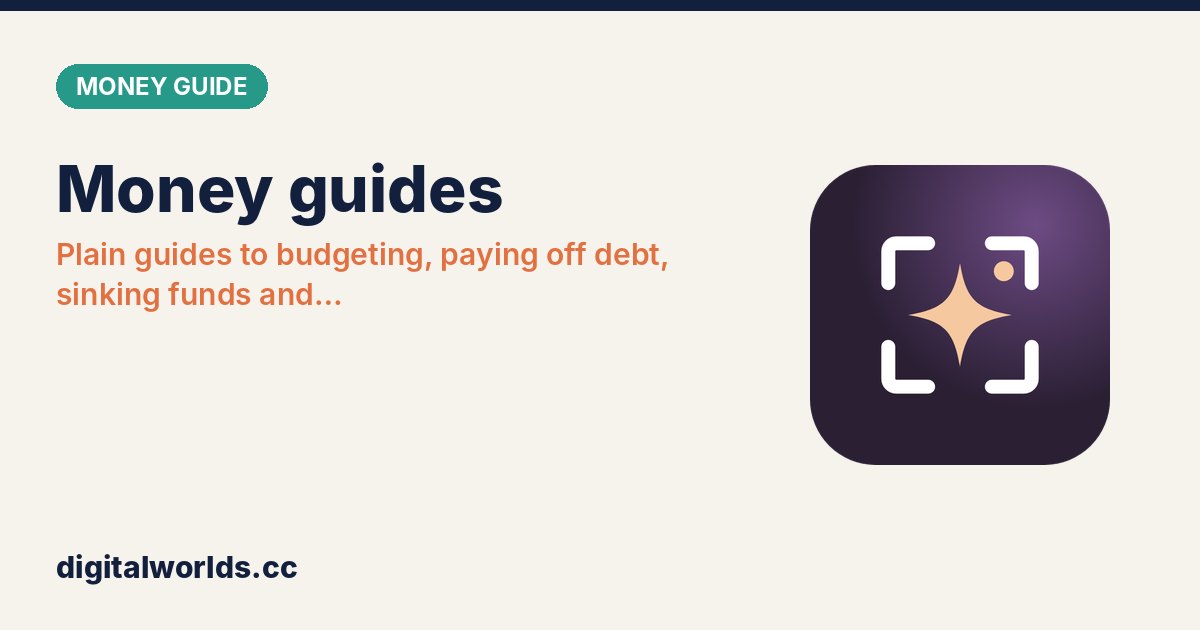 MONEY GUIDE
Money guides
Plain guides to budgeting, paying off debt,
sinking funds and...
digitalworlds.cc